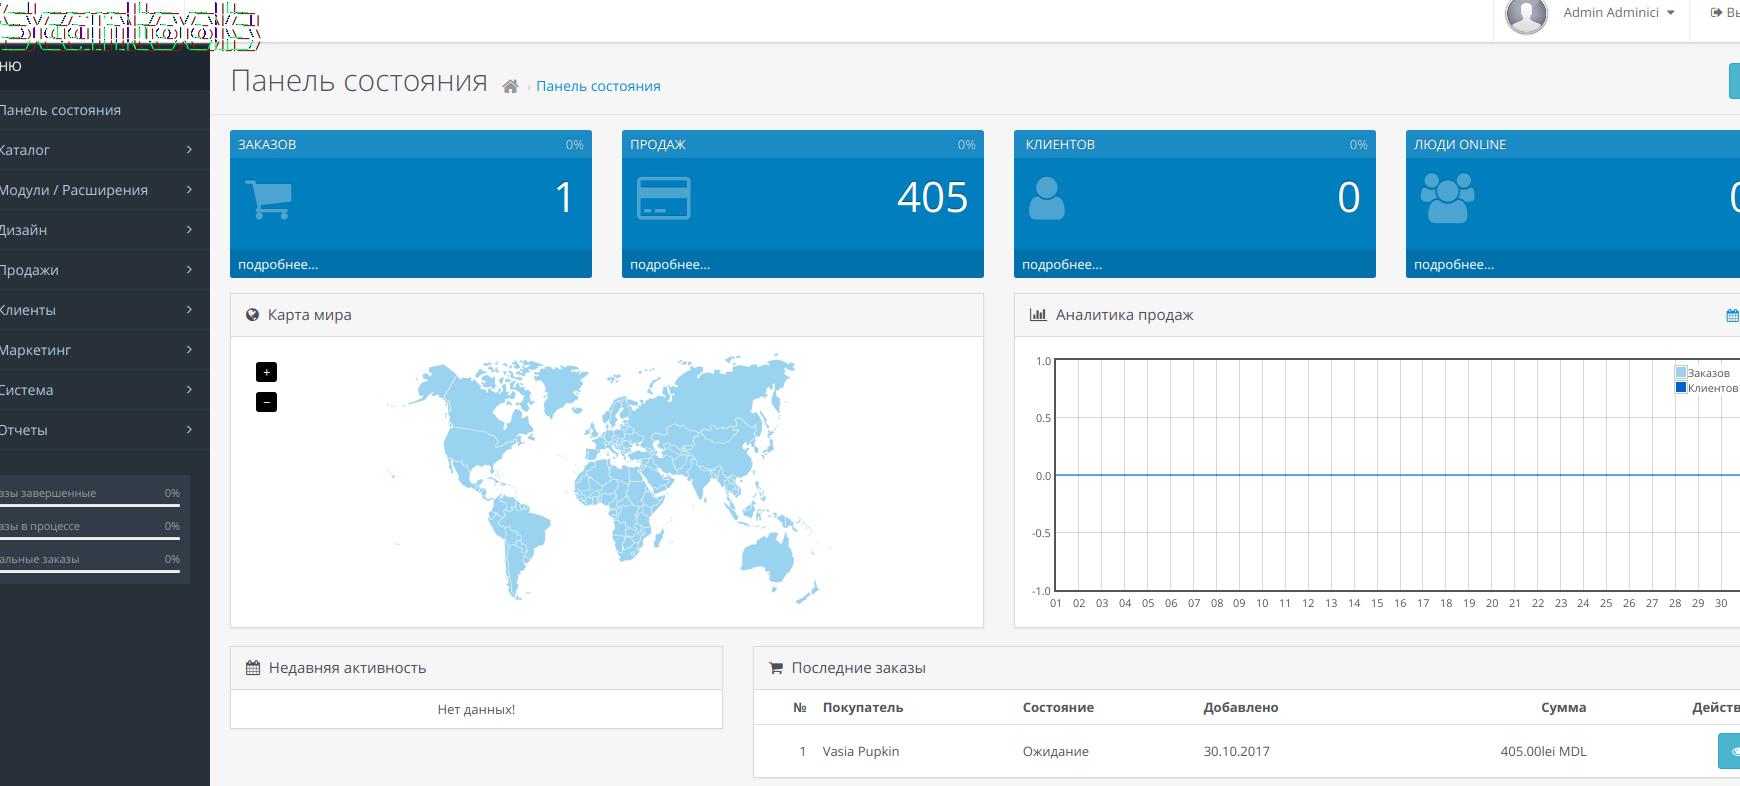 Admin Adminici
НЮ
Панель состояния
Панель состояния
Панель состояния
Каталог
Модули / Расширения
Дизайн
Продажи
Клиенты
Маркетинг
Система
Отчеты
азы завершенные 0%
азы в процессе 0%
альные заказы 0%
ЗАКАЗОВ 0%
1
подробнее...
ПРОДАЖ 0%
405
подробнее...
КЛИЕНТОВ 0%
0
подробнее...
ЛЮДИ ONLINE
подробнее...
Карта мира
+
−
Аналитика продаж
Заказов
Клиентов
1.0
0.5
0.0
-0.5
-1.0
01 02 03 04 05 06 07 08 09 10 11 12 13 14 15 16 17 18 19 20 21 22 23 24 25 26 27 28 29 30
Недавняя активность
Нет данных!
Последние заказы
№ Покупатель Состояние Добавлено Сумма Действ
1 Vasia Pupkin Ожидание 30.10.2017 405.00lei MDL